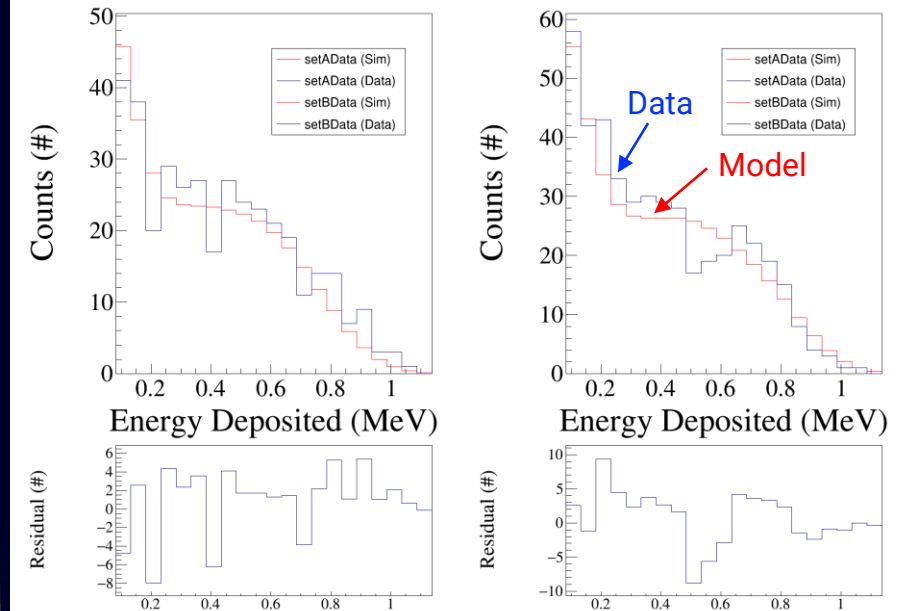 50
40
30
20
10
0
Counts (#)
setAData (Sim)
setAData (Data)
setBData (Sim)
setBData (Data)
0.2 0.4 0.6 0.8 1
Energy Deposited (MeV)
6
4
2
0
−2
−4
−6
−8
Residual (#)
0.2 0.4 0.6 0.8 1
60
50
40
30
20
10
0
Counts (#)
setAData (Sim)
setAData (Data)
setBData (Sim)
setBData (Data)
Data
Model
0.2 0.4 0.6 0.8 1
Energy Deposited (MeV)
10
5
0
−5
−10
Residual (#)
0.2 0.4 0.6 0.8 1